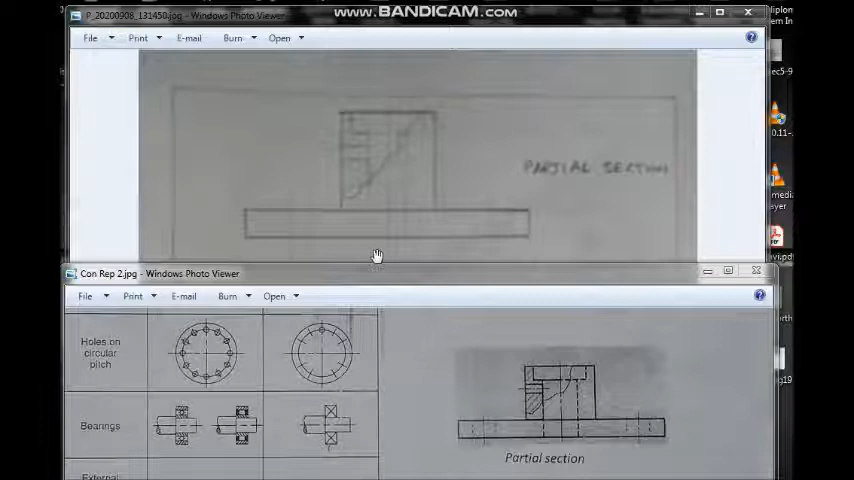 www.BANDICAM.com
P_20200908_131450.jpg - Windows Photo Viewer
File Print E-mail Burn Open
PARTIAL SECTION
Con Rep 2.jpg - Windows Photo Viewer
File Print E-mail Burn Open
Holes on
circular
pitch
Bearings
External
Partial section